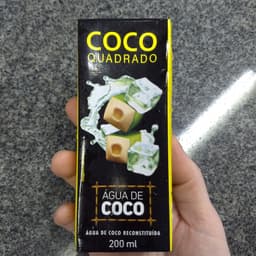 COCO
QUADRADO
ÁGUA DE
COCO
ÁGUA DE COCO RECONSTITUÍDA
200 ml